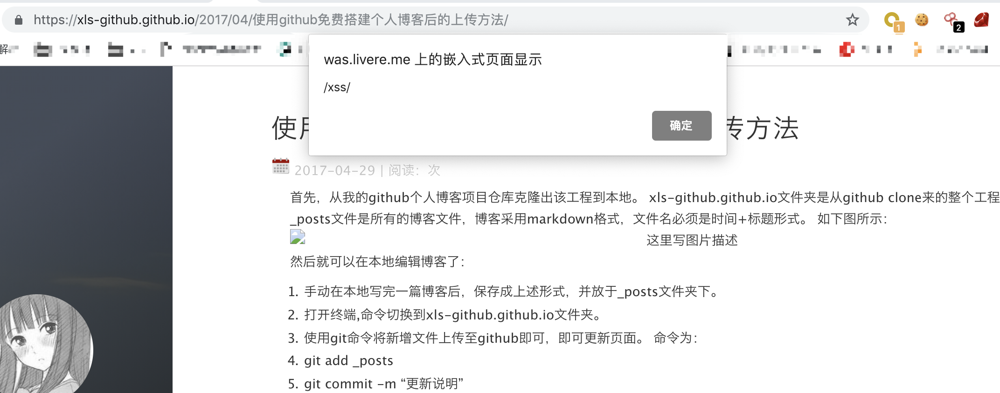 https://xls-github.github.io/2017/04/使用github免费搭建个人博客后的上传方法/
1
2
解
was.livere.me 上的嵌入式页面显示
/xss/
确定
使用
传方法
2017-04-29 | 阅读：次
首先，从我的github个人博客项目仓库克隆出该工程到本地。 xls-github.github.io文件夹是从github clone来的整个工程
_posts文件是所有的博客文件，博客采用markdown格式，文件名必须是时间+标题形式。 如下图所示：
这里写图片描述
然后就可以在本地编辑博客了：
1. 手动在本地写完一篇博客后，保存成上述形式，并放于_posts文件夹下。
2. 打开终端,命令切换到xls-github.github.io文件夹。
3. 使用git命令将新增文件上传至github即可，即可更新页面。 命令为：
4. git add _posts
5. git commit -m “更新说明”